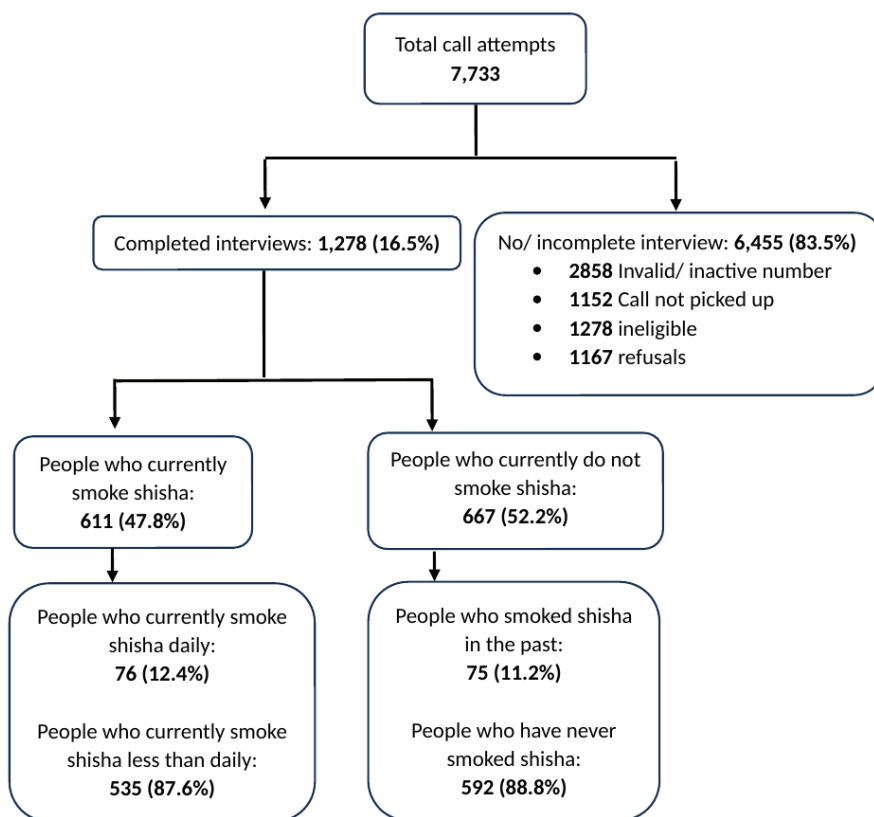 Total call attempts
7,733
Completed interviews: 1,278 (16.5%)
No/ incomplete interview: 6,455 (83.5%)
• 2858 Invalid/ inactive number
• 1152 Call not picked up
• 1278 ineligible
• 1167 refusals
People who currently
smoke shisha:
611 (47.8%)
People who currently do not
smoke shisha:
667 (52.2%)
People who currently smoke
shisha daily:
76 (12.4%)
People who currently smoke
shisha less than daily:
535 (87.6%)
People who smoked shisha
in the past:
75 (11.2%)
People who have never
smoked shisha:
592 (88.8%)